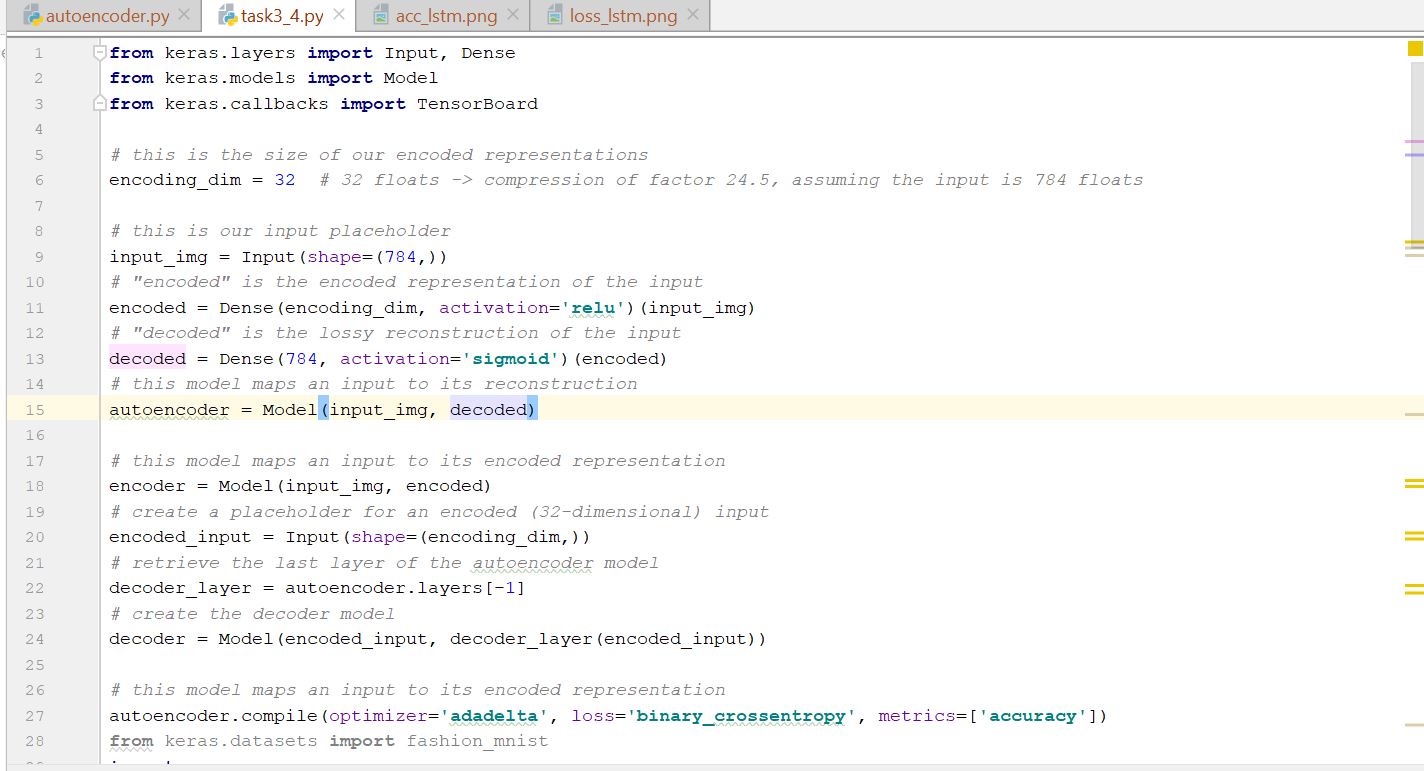 autoencoder.py task3_4.py acc_lstm.png loss_lstm.png
1 from keras.layers import Input, Dense
2 from keras.models import Model
3 from keras.callbacks import TensorBoard
4
5 # this is the size of our encoded representations
6 encoding_dim = 32  # 32 floats -> compression of factor 24.5, assuming the input is 784 floats
7
8 # this is our input placeholder
9 input_img = Input(shape=(784,))
10 # "encoded" is the encoded representation of the input
11 encoded = Dense(encoding_dim, activation='relu')(input_img)
12 # "decoded" is the lossy reconstruction of the input
13 decoded = Dense(784, activation='sigmoid')(encoded)
14 # this model maps an input to its reconstruction
15 autoencoder = Model(input_img, decoded)
16
17 # this model maps an input to its encoded representation
18 encoder = Model(input_img, encoded)
19 # create a placeholder for an encoded (32-dimensional) input
20 encoded_input = Input(shape=(encoding_dim,))
21 # retrieve the last layer of the autoencoder model
22 decoder_layer = autoencoder.layers[-1]
23 # create the decoder model
24 decoder = Model(encoded_input, decoder_layer(encoded_input))
25
26 # this model maps an input to its encoded representation
27 autoencoder.compile(optimizer='adadelta', loss='binary_crossentropy', metrics=['accuracy'])
28 from keras.datasets import fashion_mnist